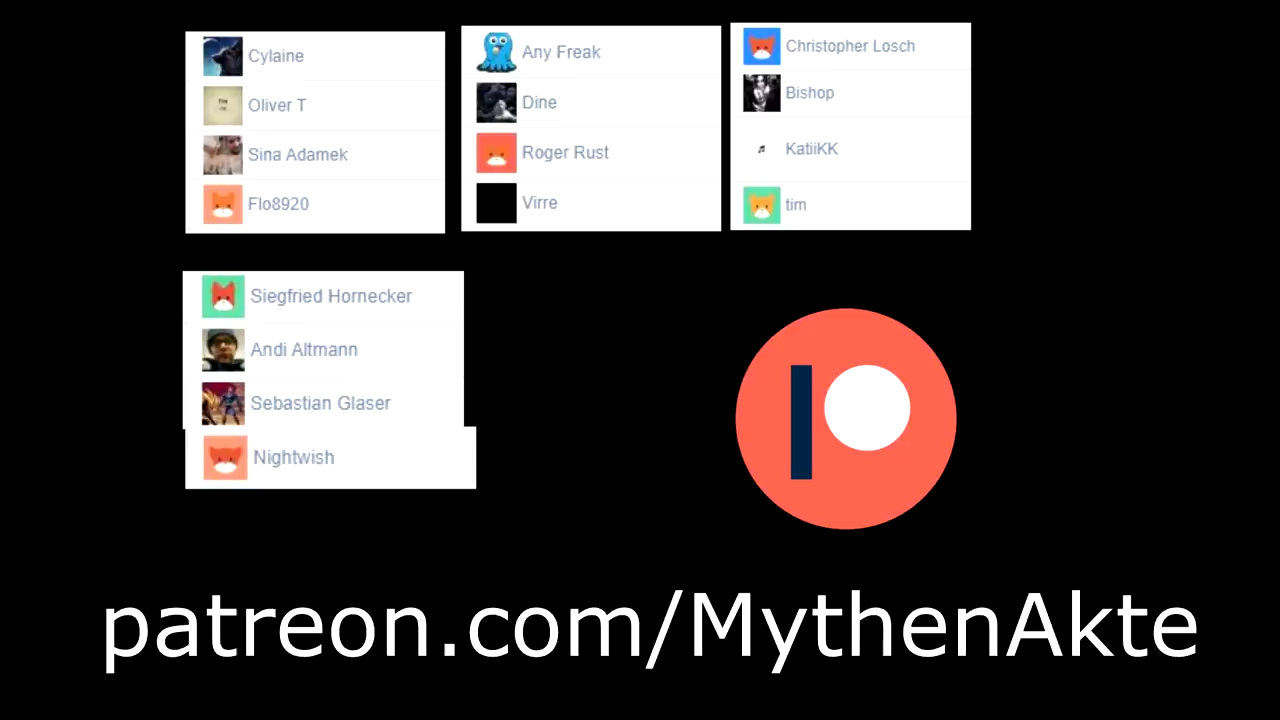 Cylaine
Oliver T
Sina Adamek
Flo8920
Any Freak
Dine
Roger Rust
Virre
Christopher Losch
Bishop
KatiiKK
tim
Siegfried Hornecker
Andi Altmann
Sebastian Glaser
Nightwish
patreon.com/MythenAkte